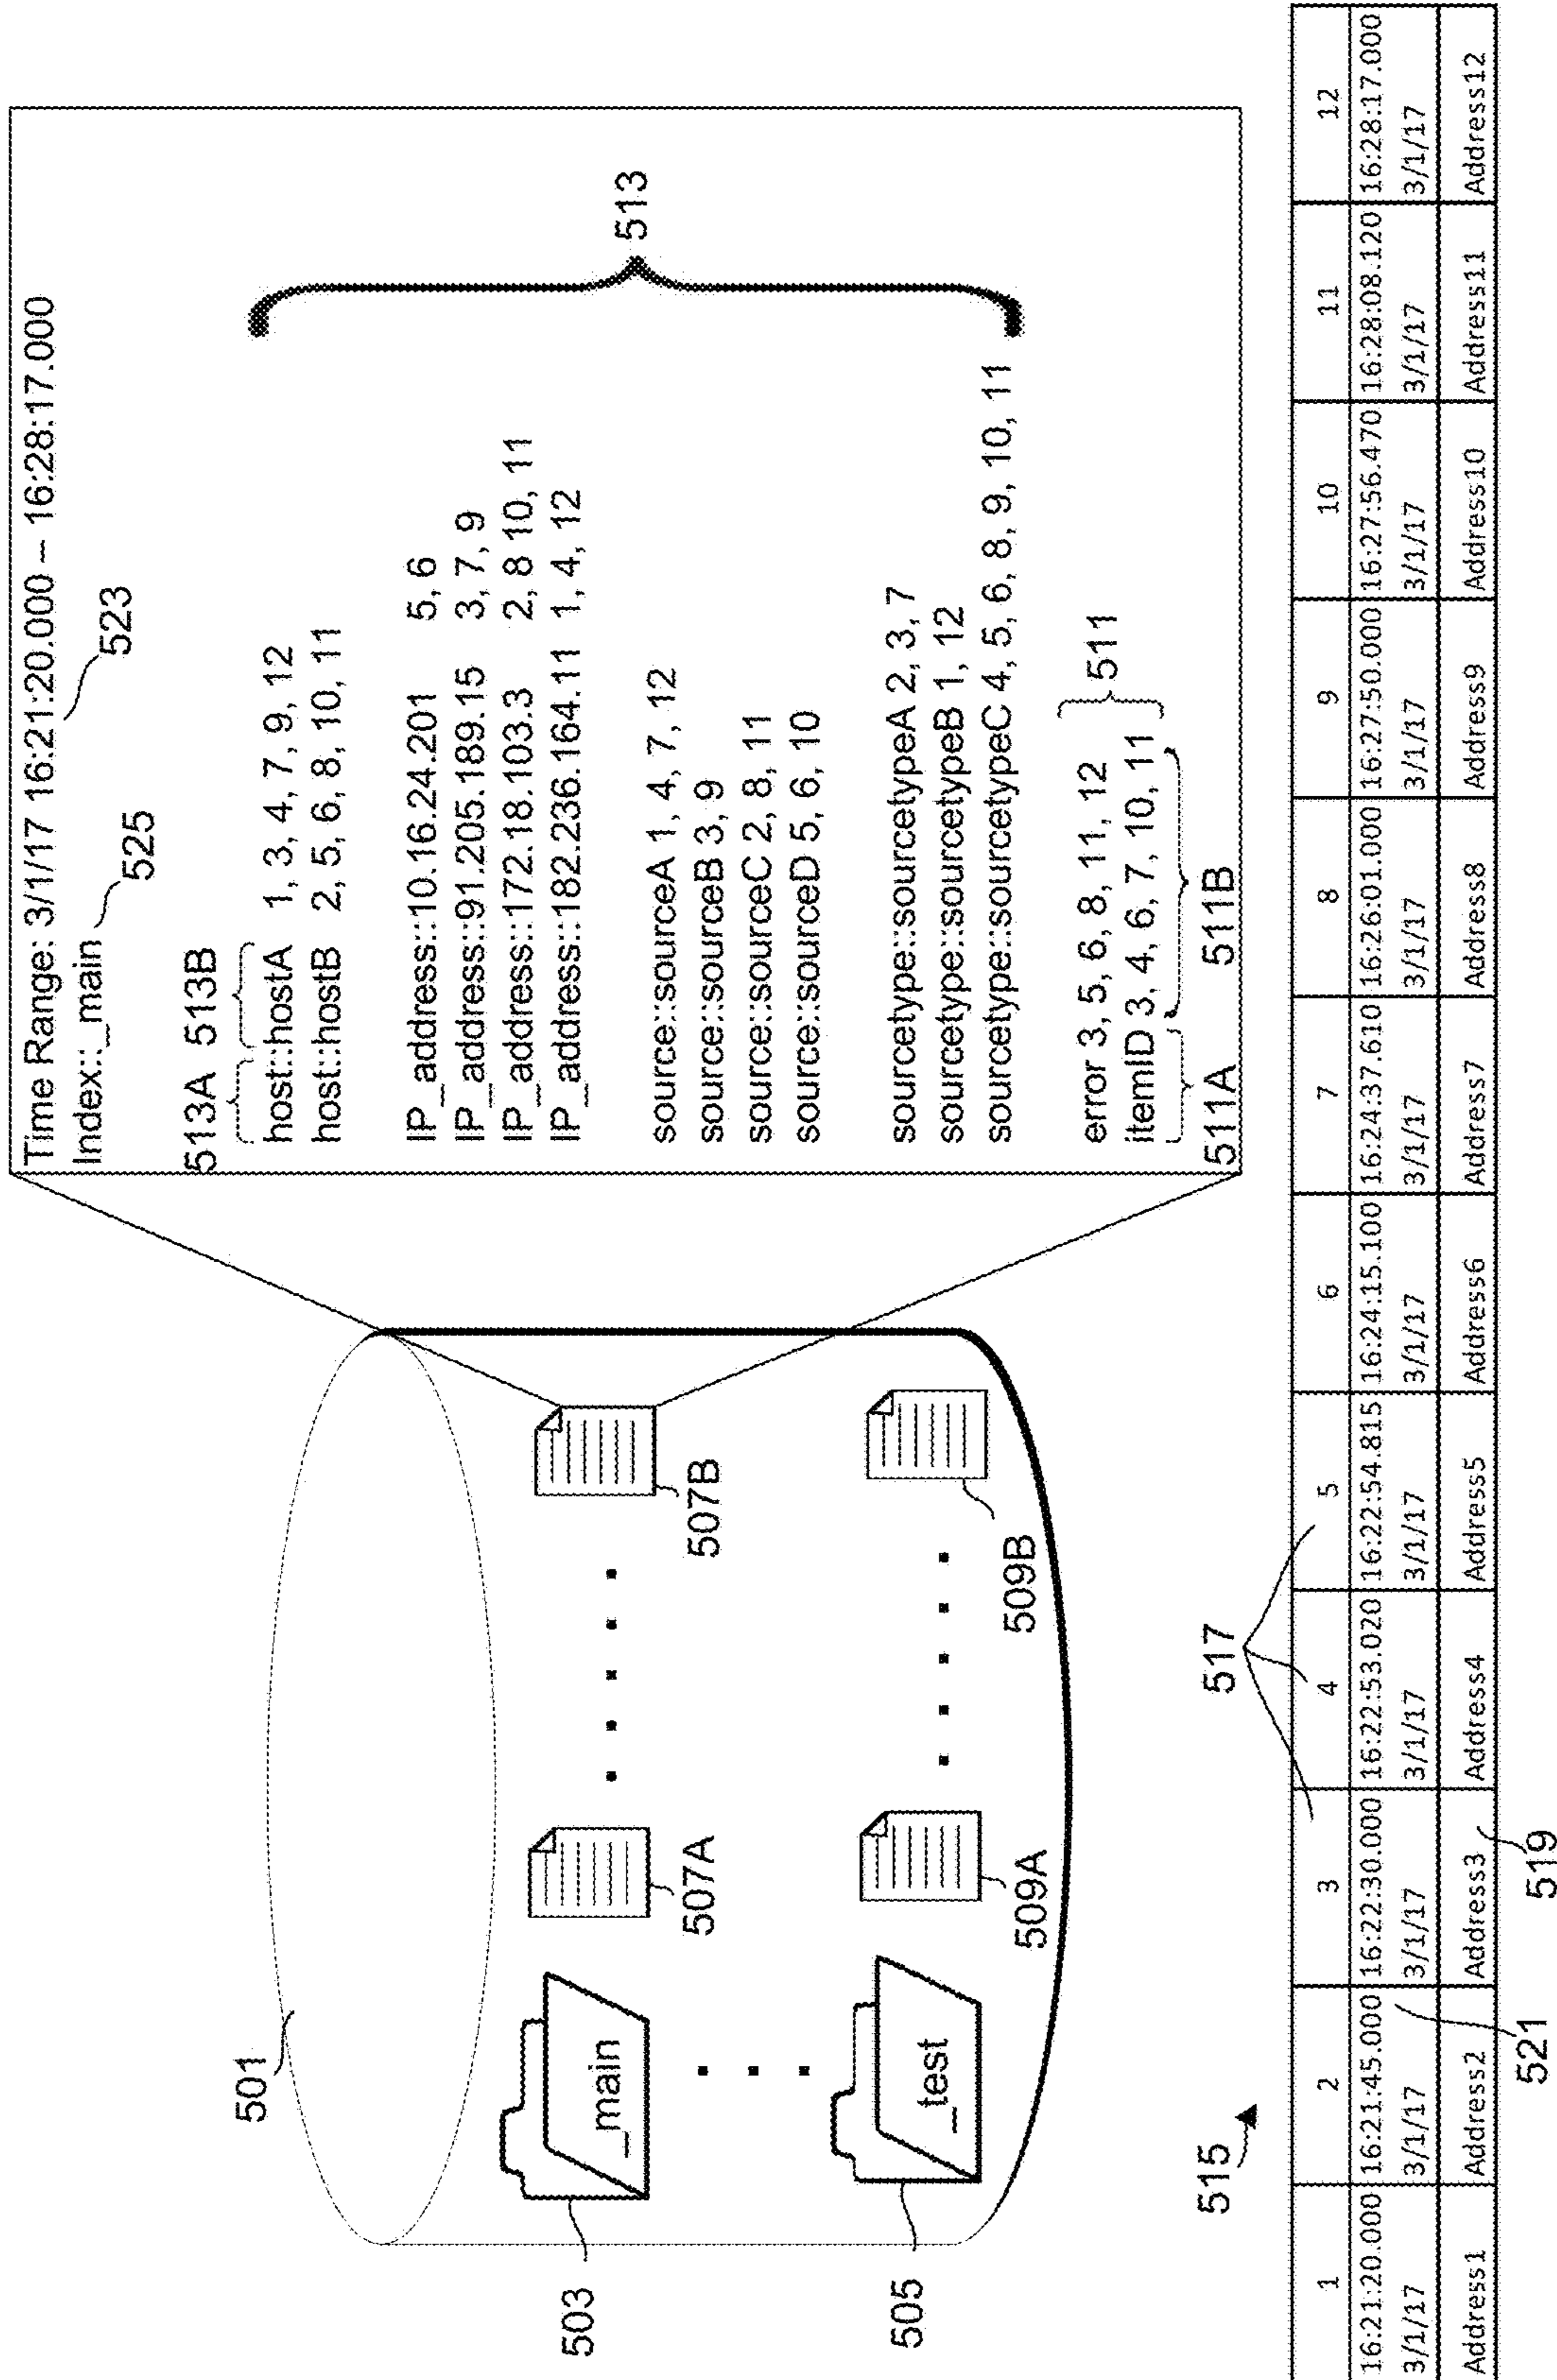 Time Range: 3/1/17 16:21:20.000 – 16:28:17.000
523
Index::_main
525
513A 513B
host::hostA 1, 3, 4, 7, 9, 12
host::hostB 2, 5, 6, 8, 10, 11
IP_address::10.16.24.201 5, 6
IP_address::91.205.189.15 3, 7, 9
IP_address::172.18.103.3 2, 8 10, 11
IP_address::182.236.164.11 1, 4, 12
source::sourceA 1, 4, 7, 12
source::sourceB 3, 9
source::sourceC 2, 8, 11
source::sourceD 5, 6, 10
sourcetype::sourcetypeA 2, 3, 7
sourcetype::sourcetypeB 1, 12
sourcetype::sourcetypeC 4, 5, 6, 8, 9, 10, 11
513
error 3, 5, 6, 8, 11, 12
itemID 3, 4, 6, 7, 10, 11
511
511A 511B
501
503
_main
507A
507B
505
_test
509A
509B
515
517
1 2 3 4 5 6 7 8 9 10 11 12
16:21:20.000 16:21:45.000 16:22:30.000 16:22:53.020 16:22:54.815 16:24:15.100 16:24:37.610 16:26:01.000 16:27:50.000 16:27:56.470 16:28:08.120 16:28:17.000
3/1/17 3/1/17 3/1/17 3/1/17 3/1/17 3/1/17 3/1/17 3/1/17 3/1/17 3/1/17 3/1/17 3/1/17
Address1 Address2 Address3 Address4 Address5 Address6 Address7 Address8 Address9 Address10 Address11 Address12
521
519